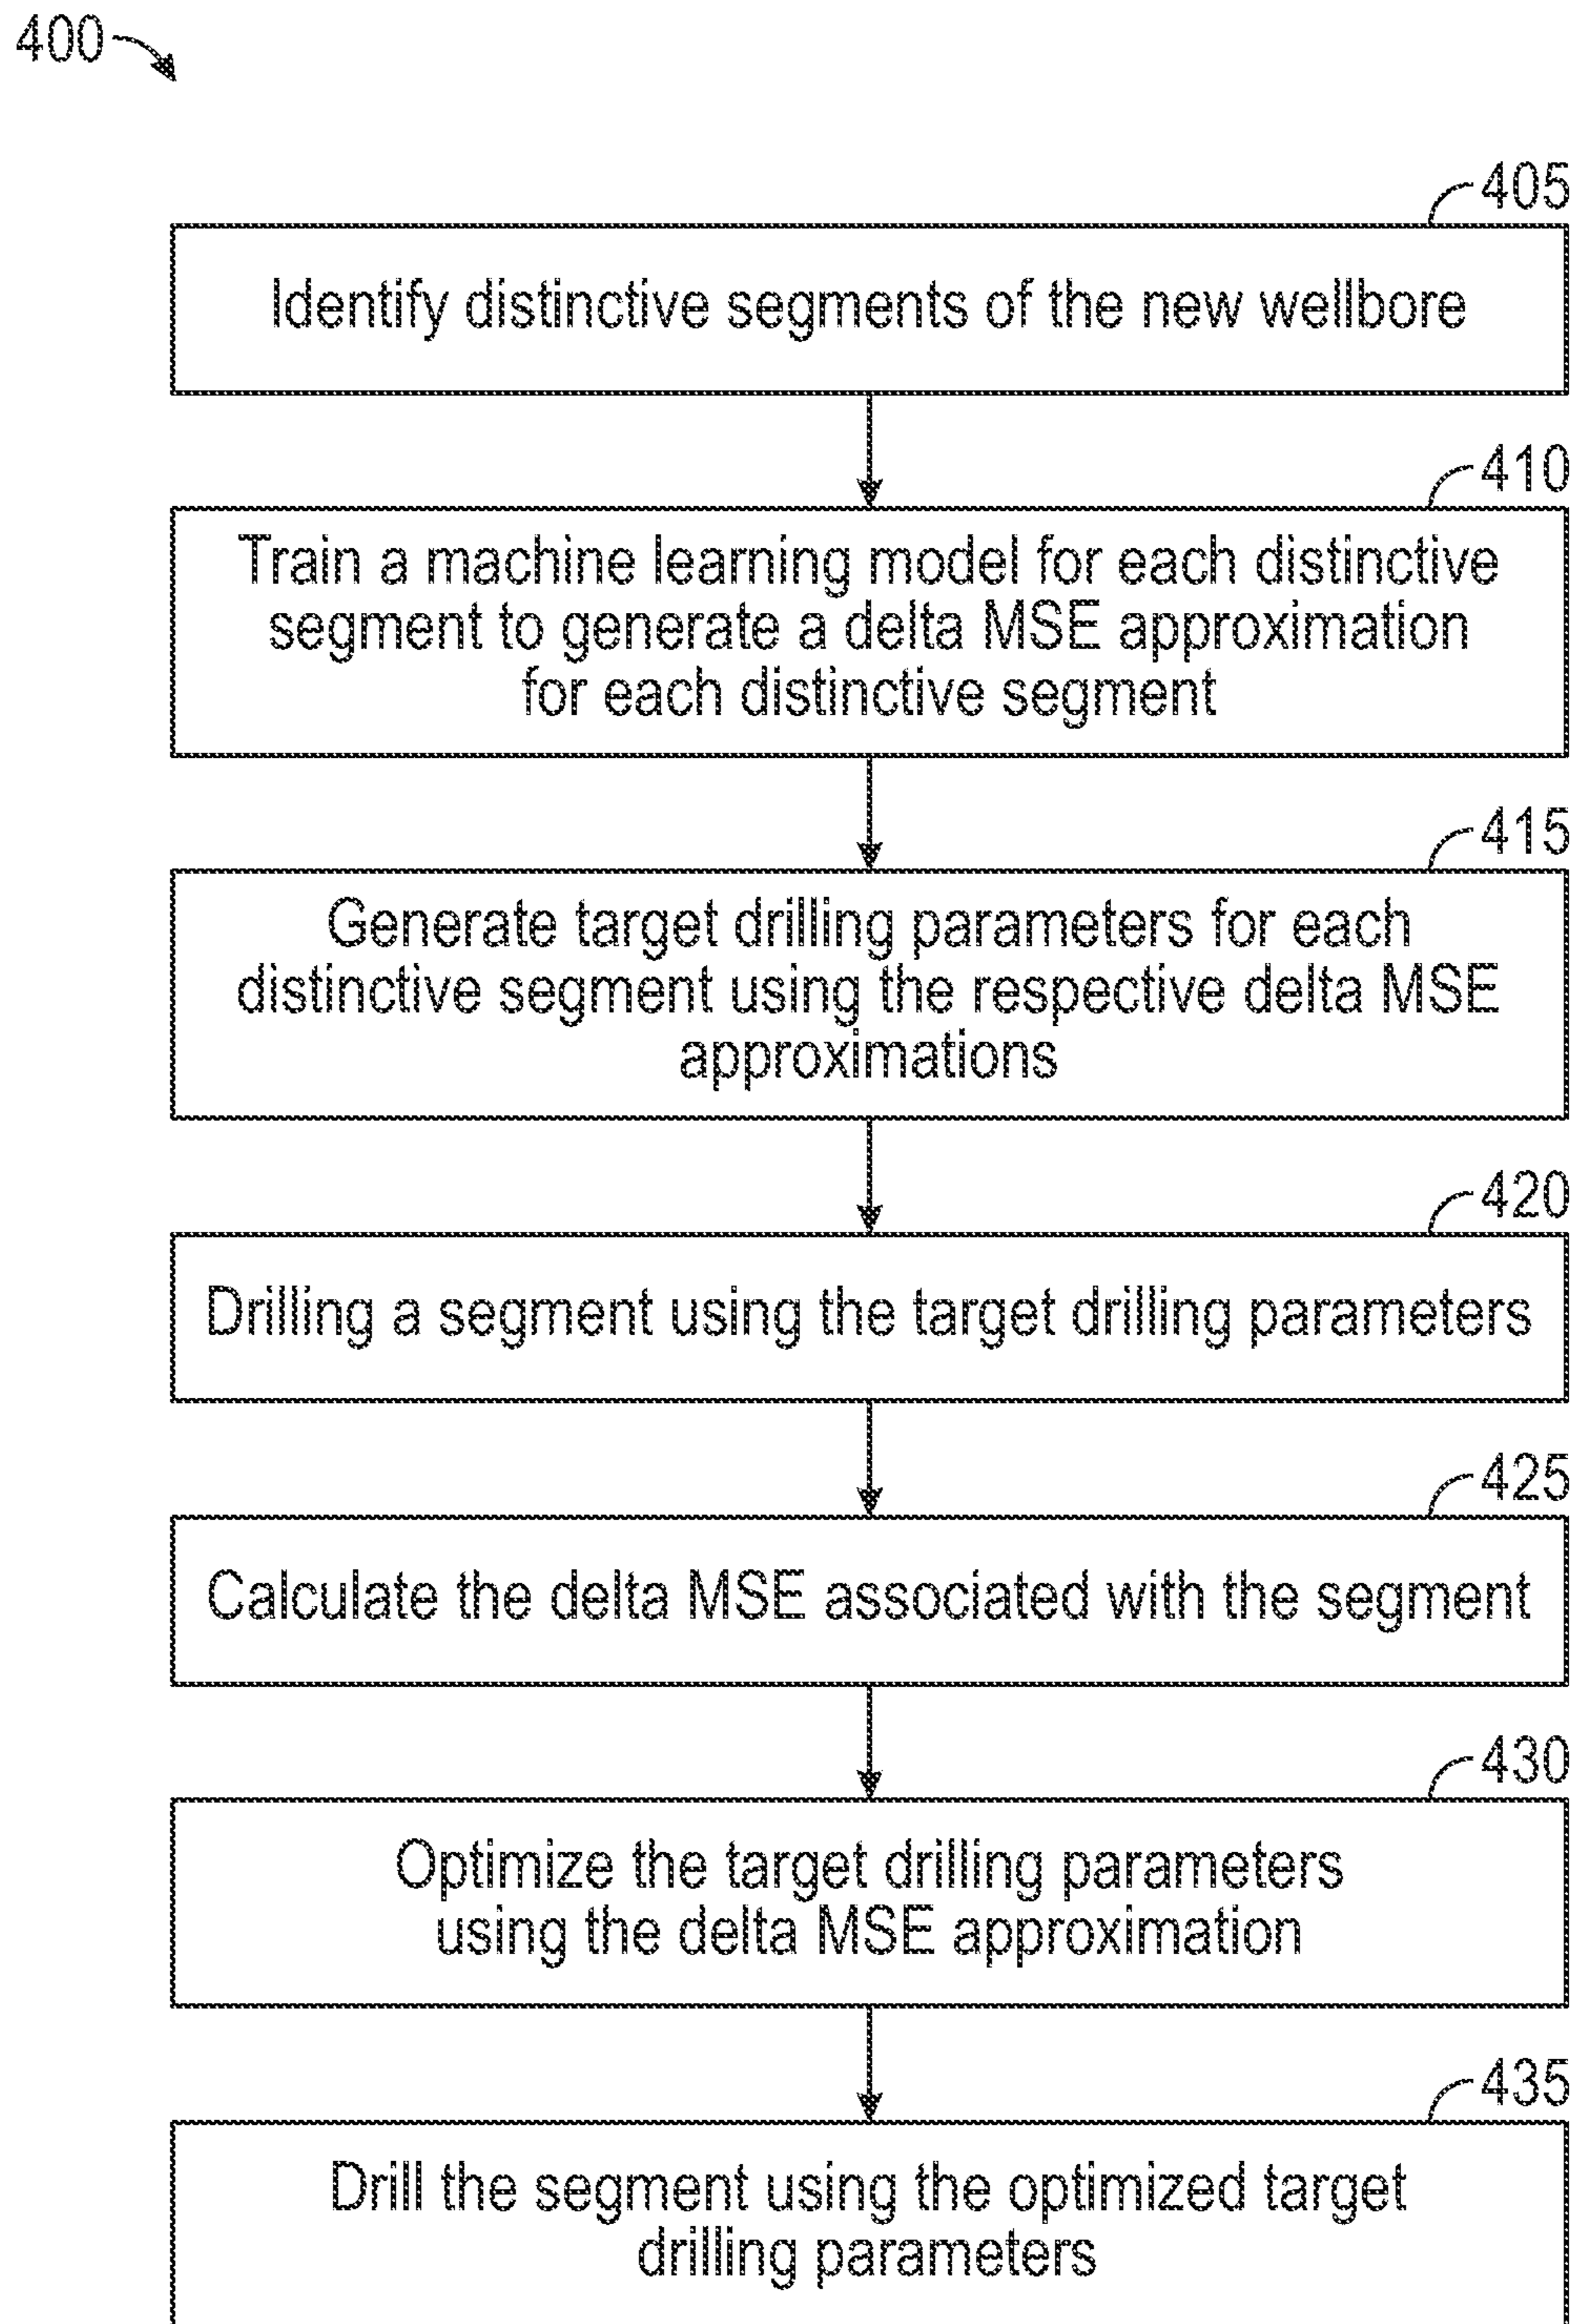 400
405
Identify distinctive segments of the new wellbore
410
Train a machine learning model for each distinctive
segment to generate a delta MSE approximation
for each distinctive segment
415
Generate target drilling parameters for each
distinctive segment using the respective delta MSE
approximations
420
Drilling a segment using the target drilling parameters
425
Calculate the delta MSE associated with the segment
430
Optimize the target drilling parameters
using the delta MSE approximation
435
Drill the segment using the optimized target
drilling parameters